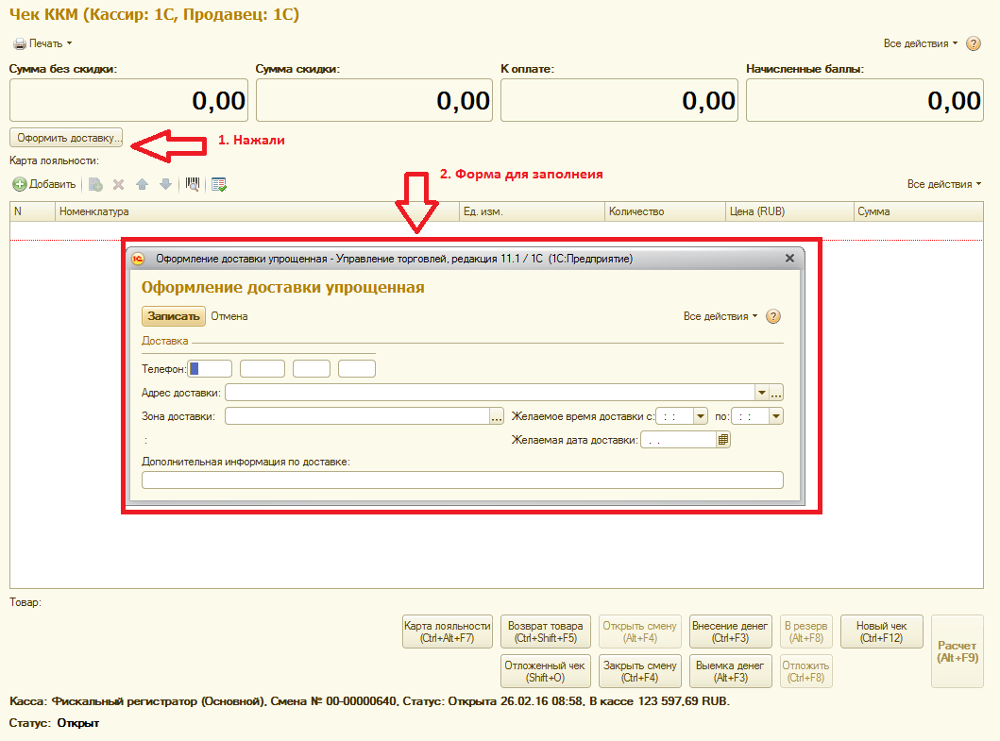 Чек ККМ (Кассир: 1С, Продавец: 1С)
Печать
Все действия
?
Сумма без скидки:
Сумма скидки:
К оплате:
Начисленные баллы:
0,00
0,00
0,00
0,00
Оформить доставку...
1. Нажали
Карта лояльности:
2. Форма для заполнеия
Добавить
Все действия
N
Номенклатура
Ед. изм.
Количество
Цена (RUB)
Сумма
Оформление доставки упрощенная - Управление торговлей, редакция 11.1 / 1С (1С:Предприятие)
Оформление доставки упрощенная
Записать
Отмена
Все действия
?
Доставка
Телефон:
Адрес доставки:
...
Зона доставки:
...
Желаемое время доставки с:
: :
по:
: :
:
Желаемая дата доставки:
. .
Дополнительная информация по доставке:
Товар:
Карта лояльности
(Ctrl+Alt+F7)
Возврат товара
(Ctrl+Shift+F5)
Открыть смену
(Alt+F4)
Внесение денег
(Ctrl+F3)
В резерв
(Alt+F8)
Новый чек
(Ctrl+F12)
Расчет
(Alt+F9)
Отложенный чек
(Shift+O)
Закрыть смену
(Ctrl+F4)
Выемка денег
(Alt+F3)
Отложить
(Ctrl+F8)
Касса: Фискальный регистратор (Основной), Смена № 00-00000640, Статус: Открыта 26.02.16 08:58, В кассе 123 597,69 RUB.
Статус: Открыт